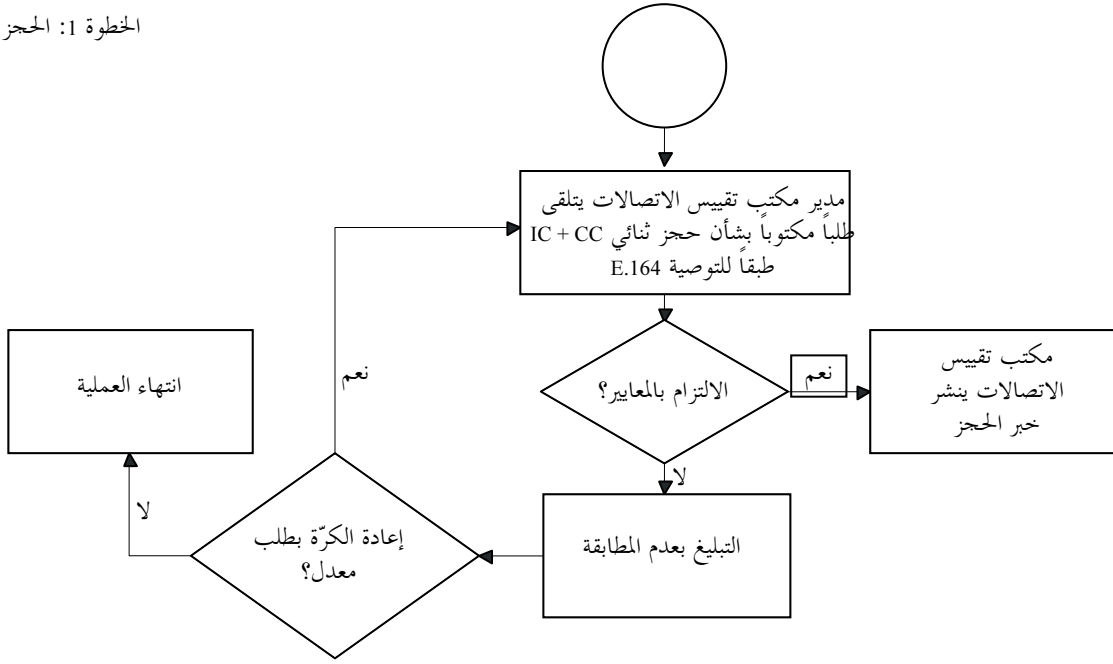 الخطوة 1: الحجز
مدير مكتب تقييس الاتصالات يتلقى
طلباً مكتوباً بشأن حجز ثنائي IC + CC
طبقاً للتوصية E.164
الالتزام بالمعايير؟
نعم
مكتب تقييس
الاتصالات ينشر
خبر الحجز
لا
التبليغ بعدم المطابقة
إعادة الكرّة بطلب
معدل؟
نعم
لا
انتهاء العملية